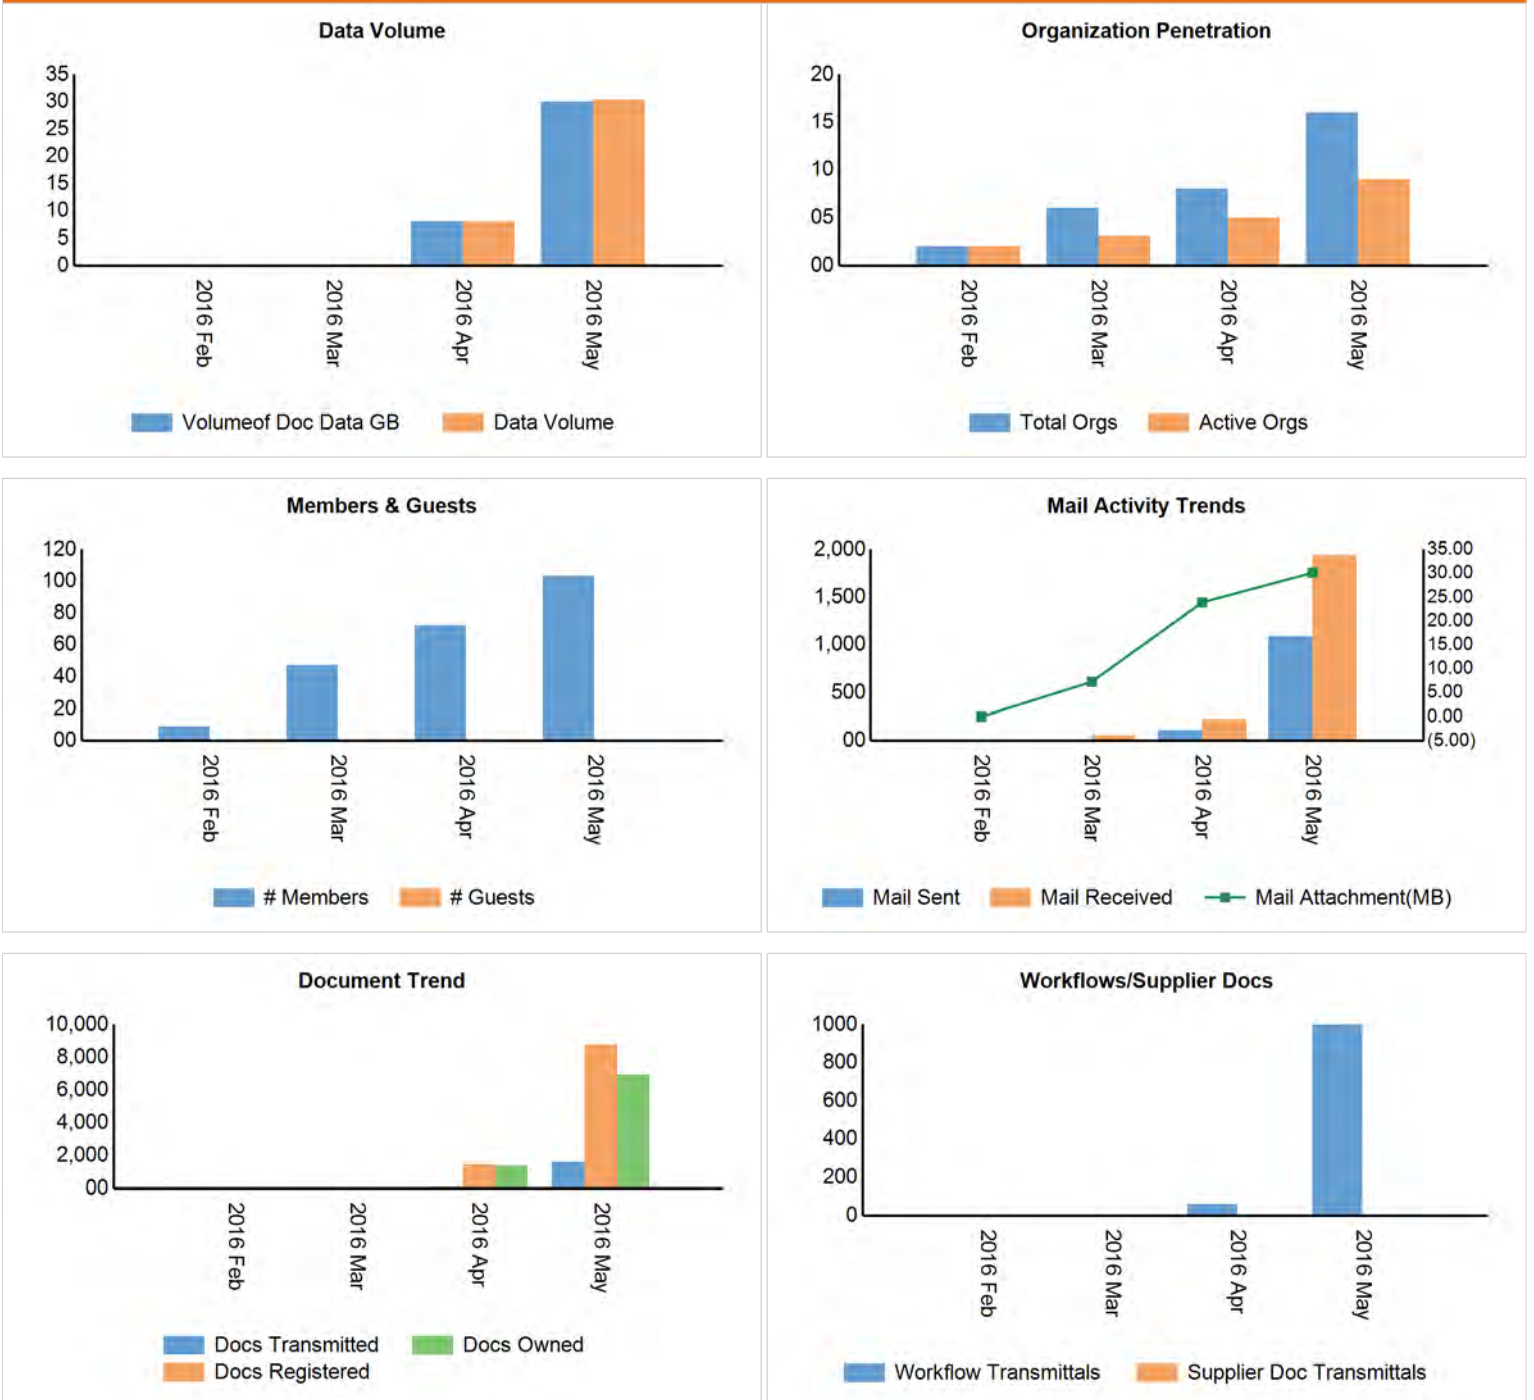 Data Volume
35
30
25
20
15
10
5
0
2016 Feb
2016 Mar
2016 Apr
2016 May
Volumeof Doc Data GB
Data Volume
Organization Penetration
20
15
10
05
00
2016 Feb
2016 Mar
2016 Apr
2016 May
Total Orgs
Active Orgs
Members & Guests
120
100
80
60
40
20
00
2016 Feb
2016 Mar
2016 Apr
2016 May
# Members
# Guests
Mail Activity Trends
2,000
1,500
1,000
500
00
35.00
30.00
25.00
20.00
15.00
10.00
5.00
0.00
(5.00)
2016 Feb
2016 Mar
2016 Apr
2016 May
Mail Sent
Mail Received
Mail Attachment(MB)
Document Trend
10,000
8,000
6,000
4,000
2,000
00
2016 Feb
2016 Mar
2016 Apr
2016 May
Docs Transmitted
Docs Owned
Docs Registered
Workflows/Supplier Docs
1000
800
600
400
200
0
2016 Feb
2016 Mar
2016 Apr
2016 May
Workflow Transmittals
Supplier Doc Transmittals